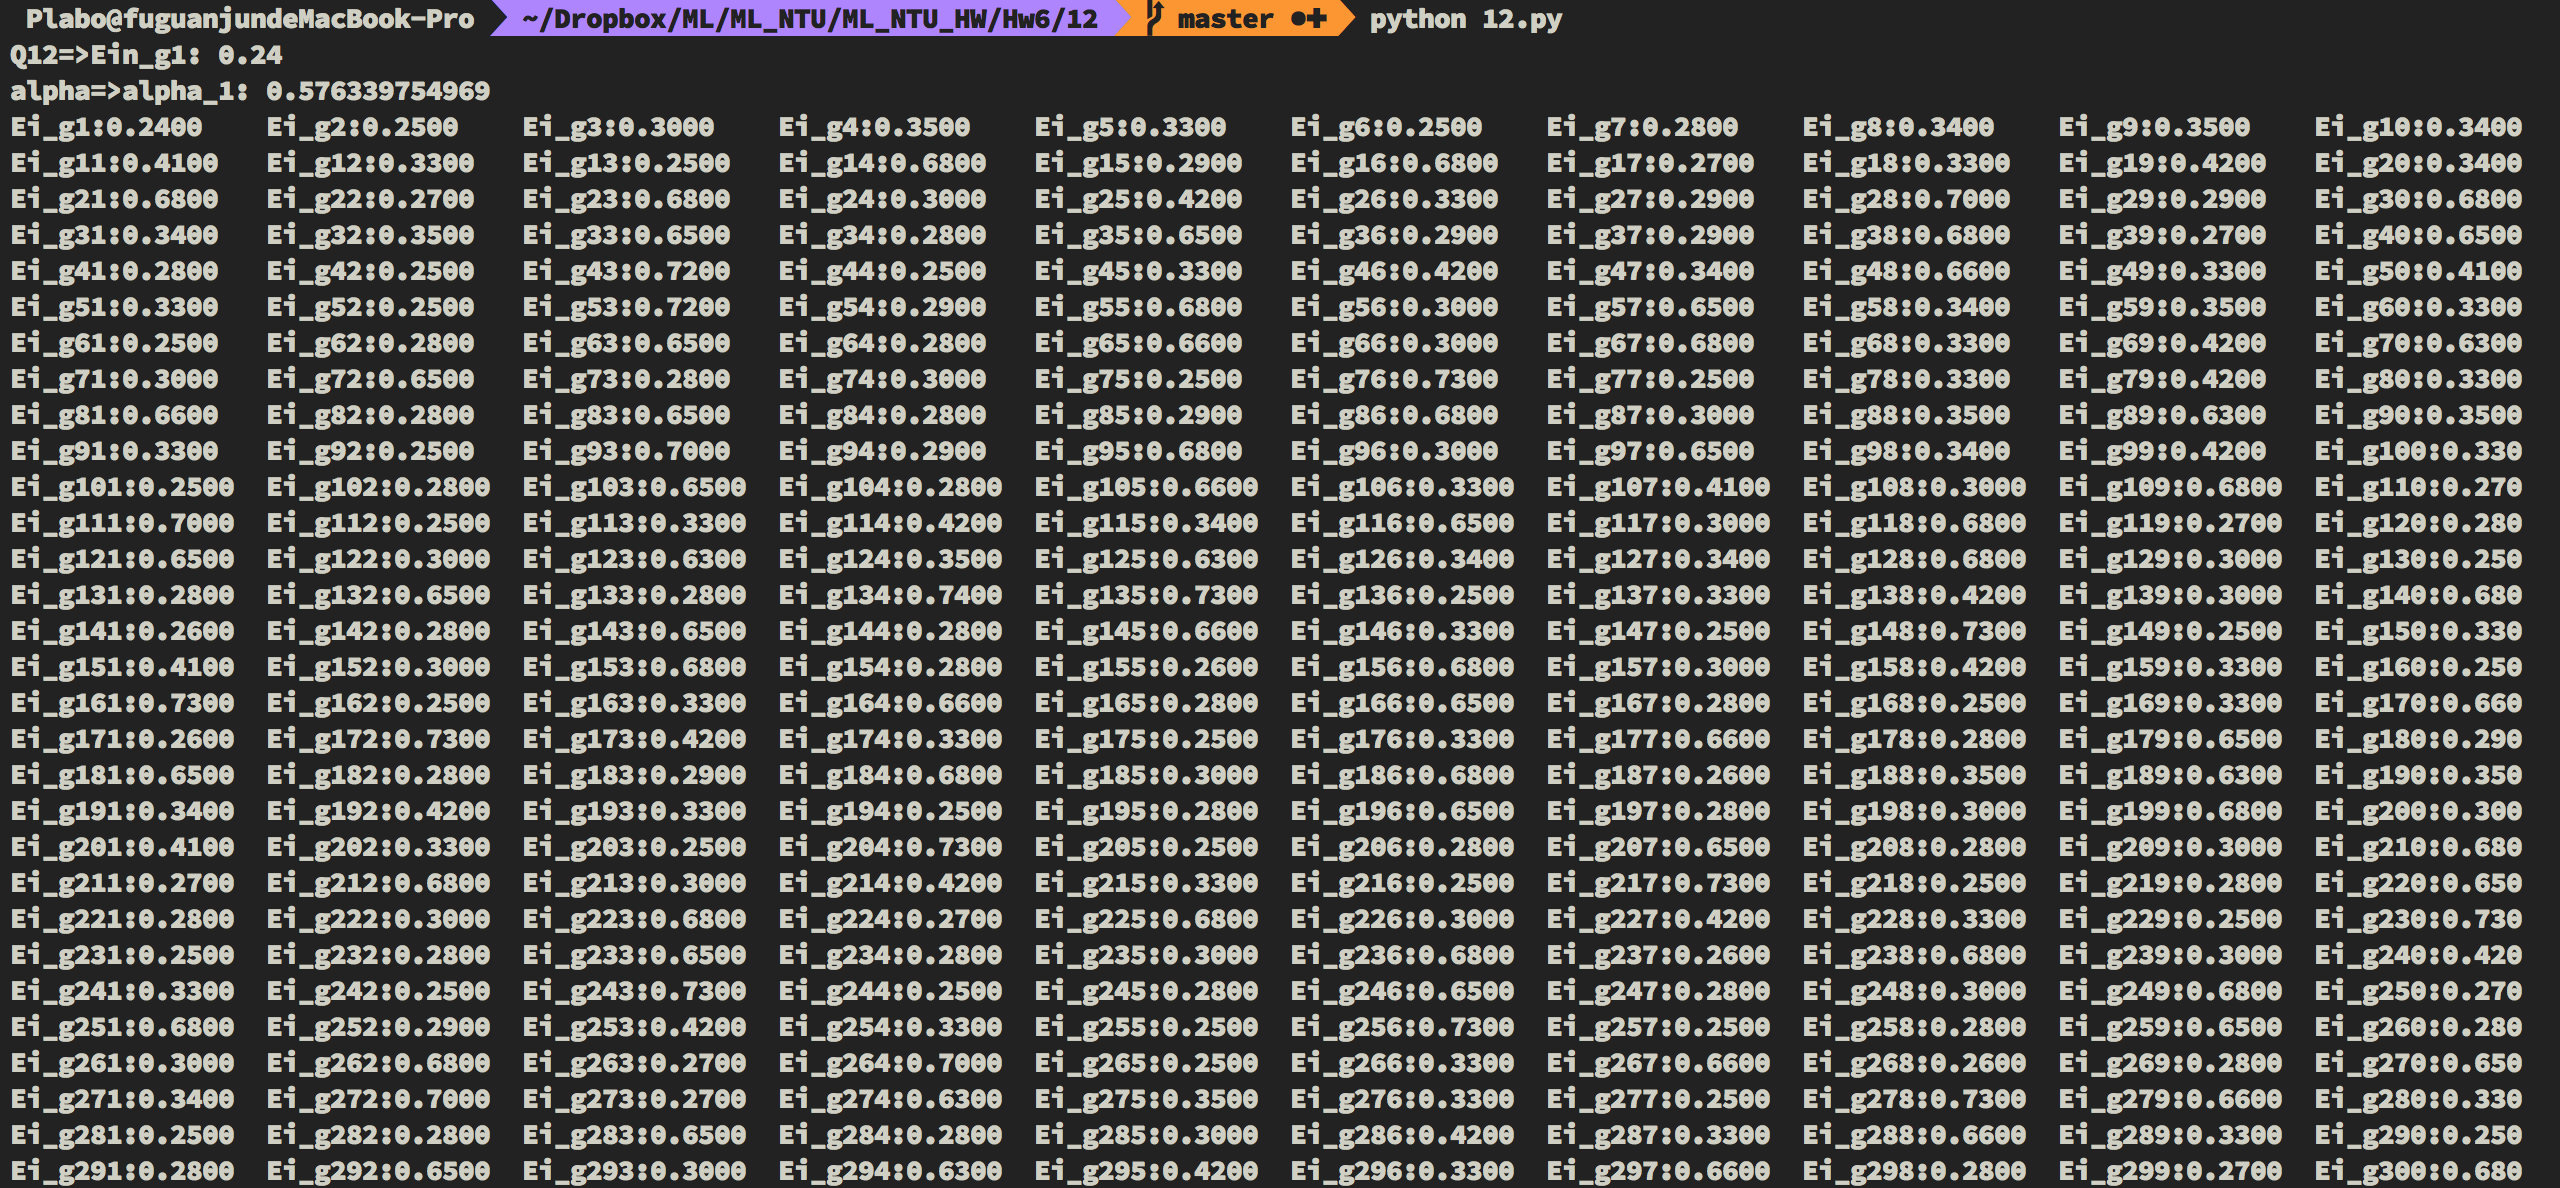 Plabo@fuguanjundeMacBook-Pro ~/Dropbox/ML/ML_NTU/ML_NTU_HW/Hw6/12 master ●✚ python 12.py
Q12=>Ein_g1: 0.24
alpha=>alpha_1: 0.576339754969
Ei_g1:0.2400 Ei_g2:0.2500 Ei_g3:0.3000 Ei_g4:0.3500 Ei_g5:0.3300 Ei_g6:0.2500 Ei_g7:0.2800 Ei_g8:0.3400 Ei_g9:0.3500 Ei_g10:0.3400
Ei_g11:0.4100 Ei_g12:0.3300 Ei_g13:0.2500 Ei_g14:0.6800 Ei_g15:0.2900 Ei_g16:0.6800 Ei_g17:0.2700 Ei_g18:0.3300 Ei_g19:0.4200 Ei_g20:0.3400
Ei_g21:0.6800 Ei_g22:0.2700 Ei_g23:0.6800 Ei_g24:0.3000 Ei_g25:0.4200 Ei_g26:0.3300 Ei_g27:0.2900 Ei_g28:0.7000 Ei_g29:0.2900 Ei_g30:0.6800
Ei_g31:0.3400 Ei_g32:0.3500 Ei_g33:0.6500 Ei_g34:0.2800 Ei_g35:0.6500 Ei_g36:0.2900 Ei_g37:0.2900 Ei_g38:0.6800 Ei_g39:0.2700 Ei_g40:0.6500
Ei_g41:0.2800 Ei_g42:0.2500 Ei_g43:0.7200 Ei_g44:0.2500 Ei_g45:0.3300 Ei_g46:0.4200 Ei_g47:0.3400 Ei_g48:0.6600 Ei_g49:0.3300 Ei_g50:0.4100
Ei_g51:0.3300 Ei_g52:0.2500 Ei_g53:0.7200 Ei_g54:0.2900 Ei_g55:0.6800 Ei_g56:0.3000 Ei_g57:0.6500 Ei_g58:0.3400 Ei_g59:0.3500 Ei_g60:0.3300
Ei_g61:0.2500 Ei_g62:0.2800 Ei_g63:0.6500 Ei_g64:0.2800 Ei_g65:0.6600 Ei_g66:0.3000 Ei_g67:0.6800 Ei_g68:0.3300 Ei_g69:0.4200 Ei_g70:0.6300
Ei_g71:0.3000 Ei_g72:0.6500 Ei_g73:0.2800 Ei_g74:0.3000 Ei_g75:0.2500 Ei_g76:0.7300 Ei_g77:0.2500 Ei_g78:0.3300 Ei_g79:0.4200 Ei_g80:0.3300
Ei_g81:0.6600 Ei_g82:0.2800 Ei_g83:0.6500 Ei_g84:0.2800 Ei_g85:0.2900 Ei_g86:0.6800 Ei_g87:0.3000 Ei_g88:0.3500 Ei_g89:0.6300 Ei_g90:0.3500
Ei_g91:0.3300 Ei_g92:0.2500 Ei_g93:0.7000 Ei_g94:0.2900 Ei_g95:0.6800 Ei_g96:0.3000 Ei_g97:0.6500 Ei_g98:0.3400 Ei_g99:0.4200 Ei_g100:0.330
Ei_g101:0.2500 Ei_g102:0.2800 Ei_g103:0.6500 Ei_g104:0.2800 Ei_g105:0.6600 Ei_g106:0.3300 Ei_g107:0.4100 Ei_g108:0.3000 Ei_g109:0.6800 Ei_g110:0.270
Ei_g111:0.7000 Ei_g112:0.2500 Ei_g113:0.3300 Ei_g114:0.4200 Ei_g115:0.3400 Ei_g116:0.6500 Ei_g117:0.3000 Ei_g118:0.6800 Ei_g119:0.2700 Ei_g120:0.280
Ei_g121:0.6500 Ei_g122:0.3000 Ei_g123:0.6300 Ei_g124:0.3500 Ei_g125:0.6300 Ei_g126:0.3400 Ei_g127:0.3400 Ei_g128:0.6800 Ei_g129:0.3000 Ei_g130:0.250
Ei_g131:0.2800 Ei_g132:0.6500 Ei_g133:0.2800 Ei_g134:0.7400 Ei_g135:0.7300 Ei_g136:0.2500 Ei_g137:0.3300 Ei_g138:0.4200 Ei_g139:0.3000 Ei_g140:0.680
Ei_g141:0.2600 Ei_g142:0.2800 Ei_g143:0.6500 Ei_g144:0.2800 Ei_g145:0.6600 Ei_g146:0.3300 Ei_g147:0.2500 Ei_g148:0.7300 Ei_g149:0.2500 Ei_g150:0.330
Ei_g151:0.4100 Ei_g152:0.3000 Ei_g153:0.6800 Ei_g154:0.2800 Ei_g155:0.2600 Ei_g156:0.6800 Ei_g157:0.3000 Ei_g158:0.4200 Ei_g159:0.3300 Ei_g160:0.250
Ei_g161:0.7300 Ei_g162:0.2500 Ei_g163:0.3300 Ei_g164:0.6600 Ei_g165:0.2800 Ei_g166:0.6500 Ei_g167:0.2800 Ei_g168:0.2500 Ei_g169:0.3300 Ei_g170:0.660
Ei_g171:0.2600 Ei_g172:0.7300 Ei_g173:0.4200 Ei_g174:0.3300 Ei_g175:0.2500 Ei_g176:0.3300 Ei_g177:0.6600 Ei_g178:0.2800 Ei_g179:0.6500 Ei_g180:0.290
Ei_g181:0.6500 Ei_g182:0.2800 Ei_g183:0.2900 Ei_g184:0.6800 Ei_g185:0.3000 Ei_g186:0.6800 Ei_g187:0.2600 Ei_g188:0.3500 Ei_g189:0.6300 Ei_g190:0.350
Ei_g191:0.3400 Ei_g192:0.4200 Ei_g193:0.3300 Ei_g194:0.2500 Ei_g195:0.2800 Ei_g196:0.6500 Ei_g197:0.2800 Ei_g198:0.3000 Ei_g199:0.6800 Ei_g200:0.300
Ei_g201:0.4100 Ei_g202:0.3300 Ei_g203:0.2500 Ei_g204:0.7300 Ei_g205:0.2500 Ei_g206:0.2800 Ei_g207:0.6500 Ei_g208:0.2800 Ei_g209:0.3000 Ei_g210:0.680
Ei_g211:0.2700 Ei_g212:0.6800 Ei_g213:0.3000 Ei_g214:0.4200 Ei_g215:0.3300 Ei_g216:0.2500 Ei_g217:0.7300 Ei_g218:0.2500 Ei_g219:0.2800 Ei_g220:0.650
Ei_g221:0.2800 Ei_g222:0.3000 Ei_g223:0.6800 Ei_g224:0.2700 Ei_g225:0.6800 Ei_g226:0.3000 Ei_g227:0.4200 Ei_g228:0.3300 Ei_g229:0.2500 Ei_g230:0.730
Ei_g231:0.2500 Ei_g232:0.2800 Ei_g233:0.6500 Ei_g234:0.2800 Ei_g235:0.3000 Ei_g236:0.6800 Ei_g237:0.2600 Ei_g238:0.6800 Ei_g239:0.3000 Ei_g240:0.420
Ei_g241:0.3300 Ei_g242:0.2500 Ei_g243:0.7300 Ei_g244:0.2500 Ei_g245:0.2800 Ei_g246:0.6500 Ei_g247:0.2800 Ei_g248:0.3000 Ei_g249:0.6800 Ei_g250:0.270
Ei_g251:0.6800 Ei_g252:0.2900 Ei_g253:0.4200 Ei_g254:0.3300 Ei_g255:0.2500 Ei_g256:0.7300 Ei_g257:0.2500 Ei_g258:0.2800 Ei_g259:0.6500 Ei_g260:0.280
Ei_g261:0.3000 Ei_g262:0.6800 Ei_g263:0.2700 Ei_g264:0.7000 Ei_g265:0.2500 Ei_g266:0.3300 Ei_g267:0.6600 Ei_g268:0.2600 Ei_g269:0.2800 Ei_g270:0.650
Ei_g271:0.3400 Ei_g272:0.7000 Ei_g273:0.2700 Ei_g274:0.6300 Ei_g275:0.3500 Ei_g276:0.3300 Ei_g277:0.2500 Ei_g278:0.7300 Ei_g279:0.6600 Ei_g280:0.330
Ei_g281:0.2500 Ei_g282:0.2800 Ei_g283:0.6500 Ei_g284:0.2800 Ei_g285:0.3000 Ei_g286:0.4200 Ei_g287:0.3300 Ei_g288:0.6600 Ei_g289:0.3300 Ei_g290:0.250
Ei_g291:0.2800 Ei_g292:0.6500 Ei_g293:0.3000 Ei_g294:0.6300 Ei_g295:0.4200 Ei_g296:0.3300 Ei_g297:0.6600 Ei_g298:0.2800 Ei_g299:0.2700 Ei_g300:0.680